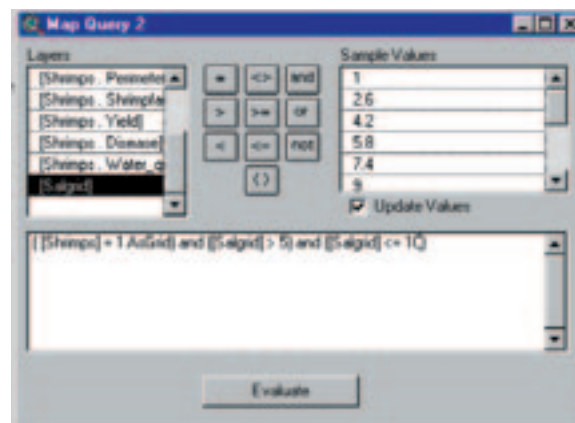 Map Query 2
Layers
Sample Values
[Shrimps . Perimeter
[Shrimps . Shrimpfar
[Shrimps . Yield]
[Shrimps . Disease]
[Shrimps . Water_q
[Salgrid]
= <> and
> >= or
< <= not
( )
1
2.6
4.2
5.8
7.4
9
Update Values
( [Shrimps] = 1.AsGrid) and ([Salgrid] > 5) and ([Salgrid] <= 10)
Evaluate